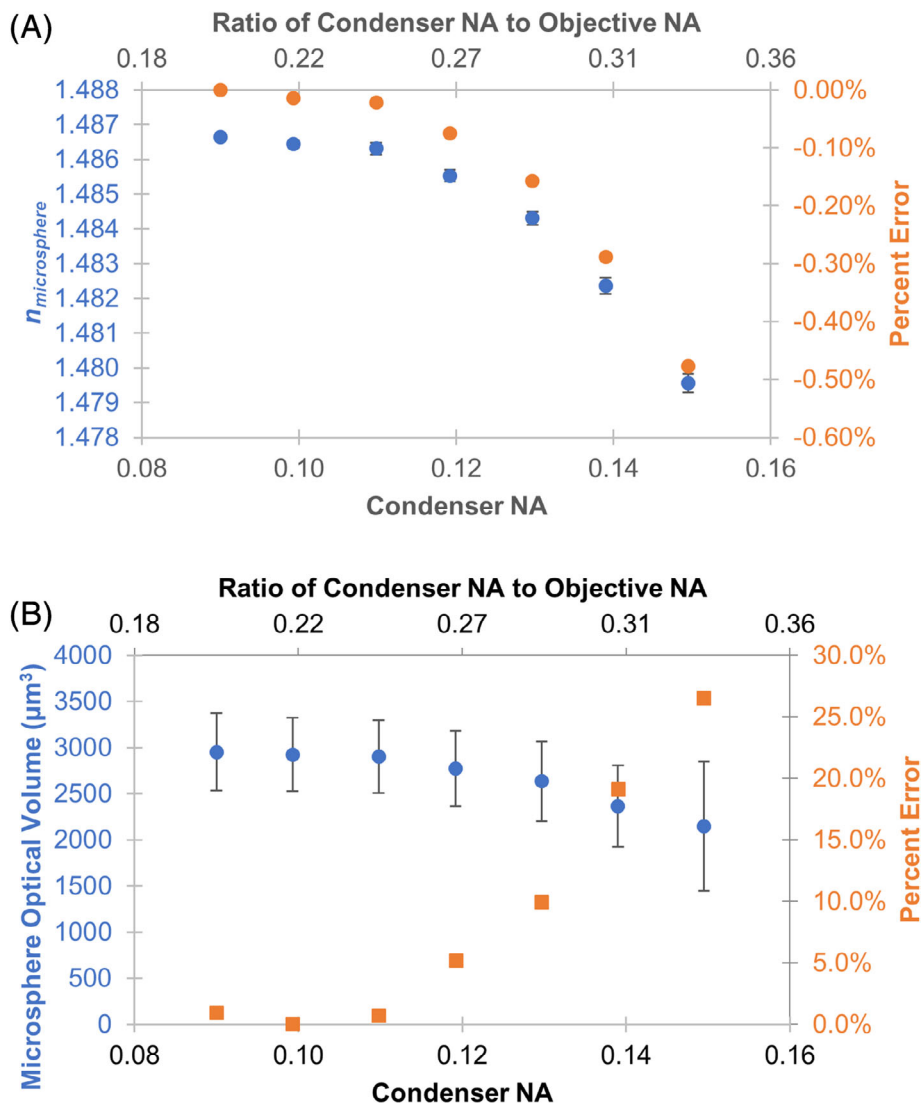 (A)
Ratio of Condenser NA to Objective NA
0.18 0.22 0.27 0.31 0.36
n_microsphere
1.488
1.487
1.486
1.485
1.484
1.483
1.482
1.481
1.480
1.479
1.478
0.00%
-0.10%
-0.20%
-0.30%
-0.40%
-0.50%
-0.60%
Percent Error
0.08 0.10 0.12 0.14 0.16
Condenser NA
(B)
Ratio of Condenser NA to Objective NA
0.18 0.22 0.27 0.31 0.36
Microsphere Optical Volume (µm³)
4000
3500
3000
2500
2000
1500
1000
500
0
30.0%
25.0%
20.0%
15.0%
10.0%
5.0%
0.0%
Percent Error
0.08 0.10 0.12 0.14 0.16
Condenser NA